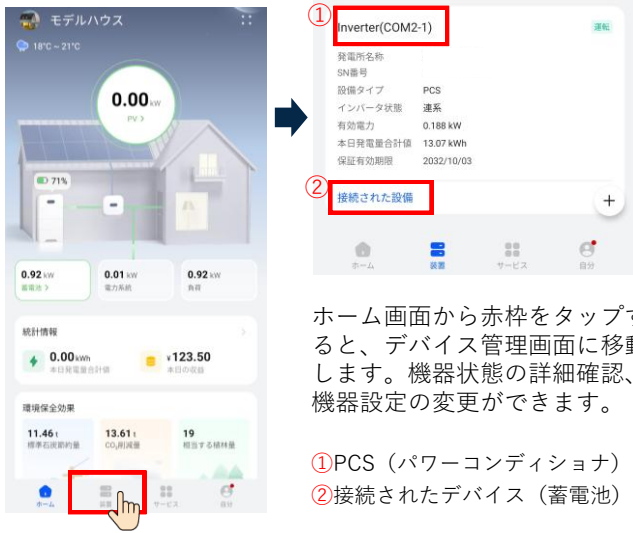 モデルハウス
18℃ ~ 21℃
0.00 kW
PV >
71%
0.92 kW
蓄電池 >
0.01 kW
電力系統
0.92 kW
負荷
統計情報
0.00 kWh
本日発電量合計値
¥ 123.50
本日の収益
環境保全効果
11.46 t
標準石炭節約量
13.61 t
CO₂削減量
19
相当する植林量
ホーム
装置
サービス
自分
①
Inverter(COM2-1)
運転
発電所名称
SN番号
設備タイプ PCS
インバータ状態 連系
有効電力 0.188 kW
本日発電量合計値 13.07 kWh
保証有効期限 2032/10/03
②
接続された設備
+
ホーム
装置
サービス
自分
ホーム画面から赤枠をタップす
ると、デバイス管理画面に移動
します。機器状態の詳細確認、
機器設定の変更ができます。
①PCS（パワーコンディショナ）
②接続されたデバイス（蓄電池）